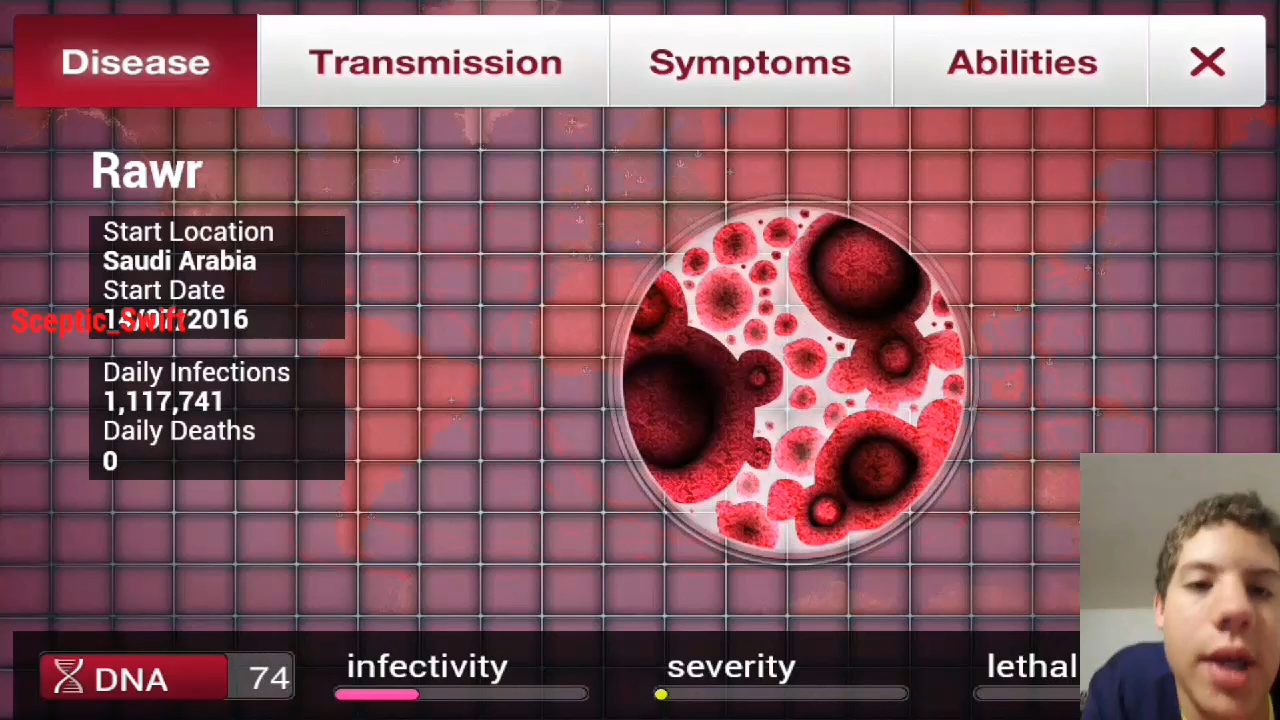 Disease Transmission Symptoms Abilities X
Rawr
Start Location
Saudi Arabia
Start Date
Sceptic_Swift
Daily Infections
1,117,741
Daily Deaths
0
DNA 74 infectivity severity lethal